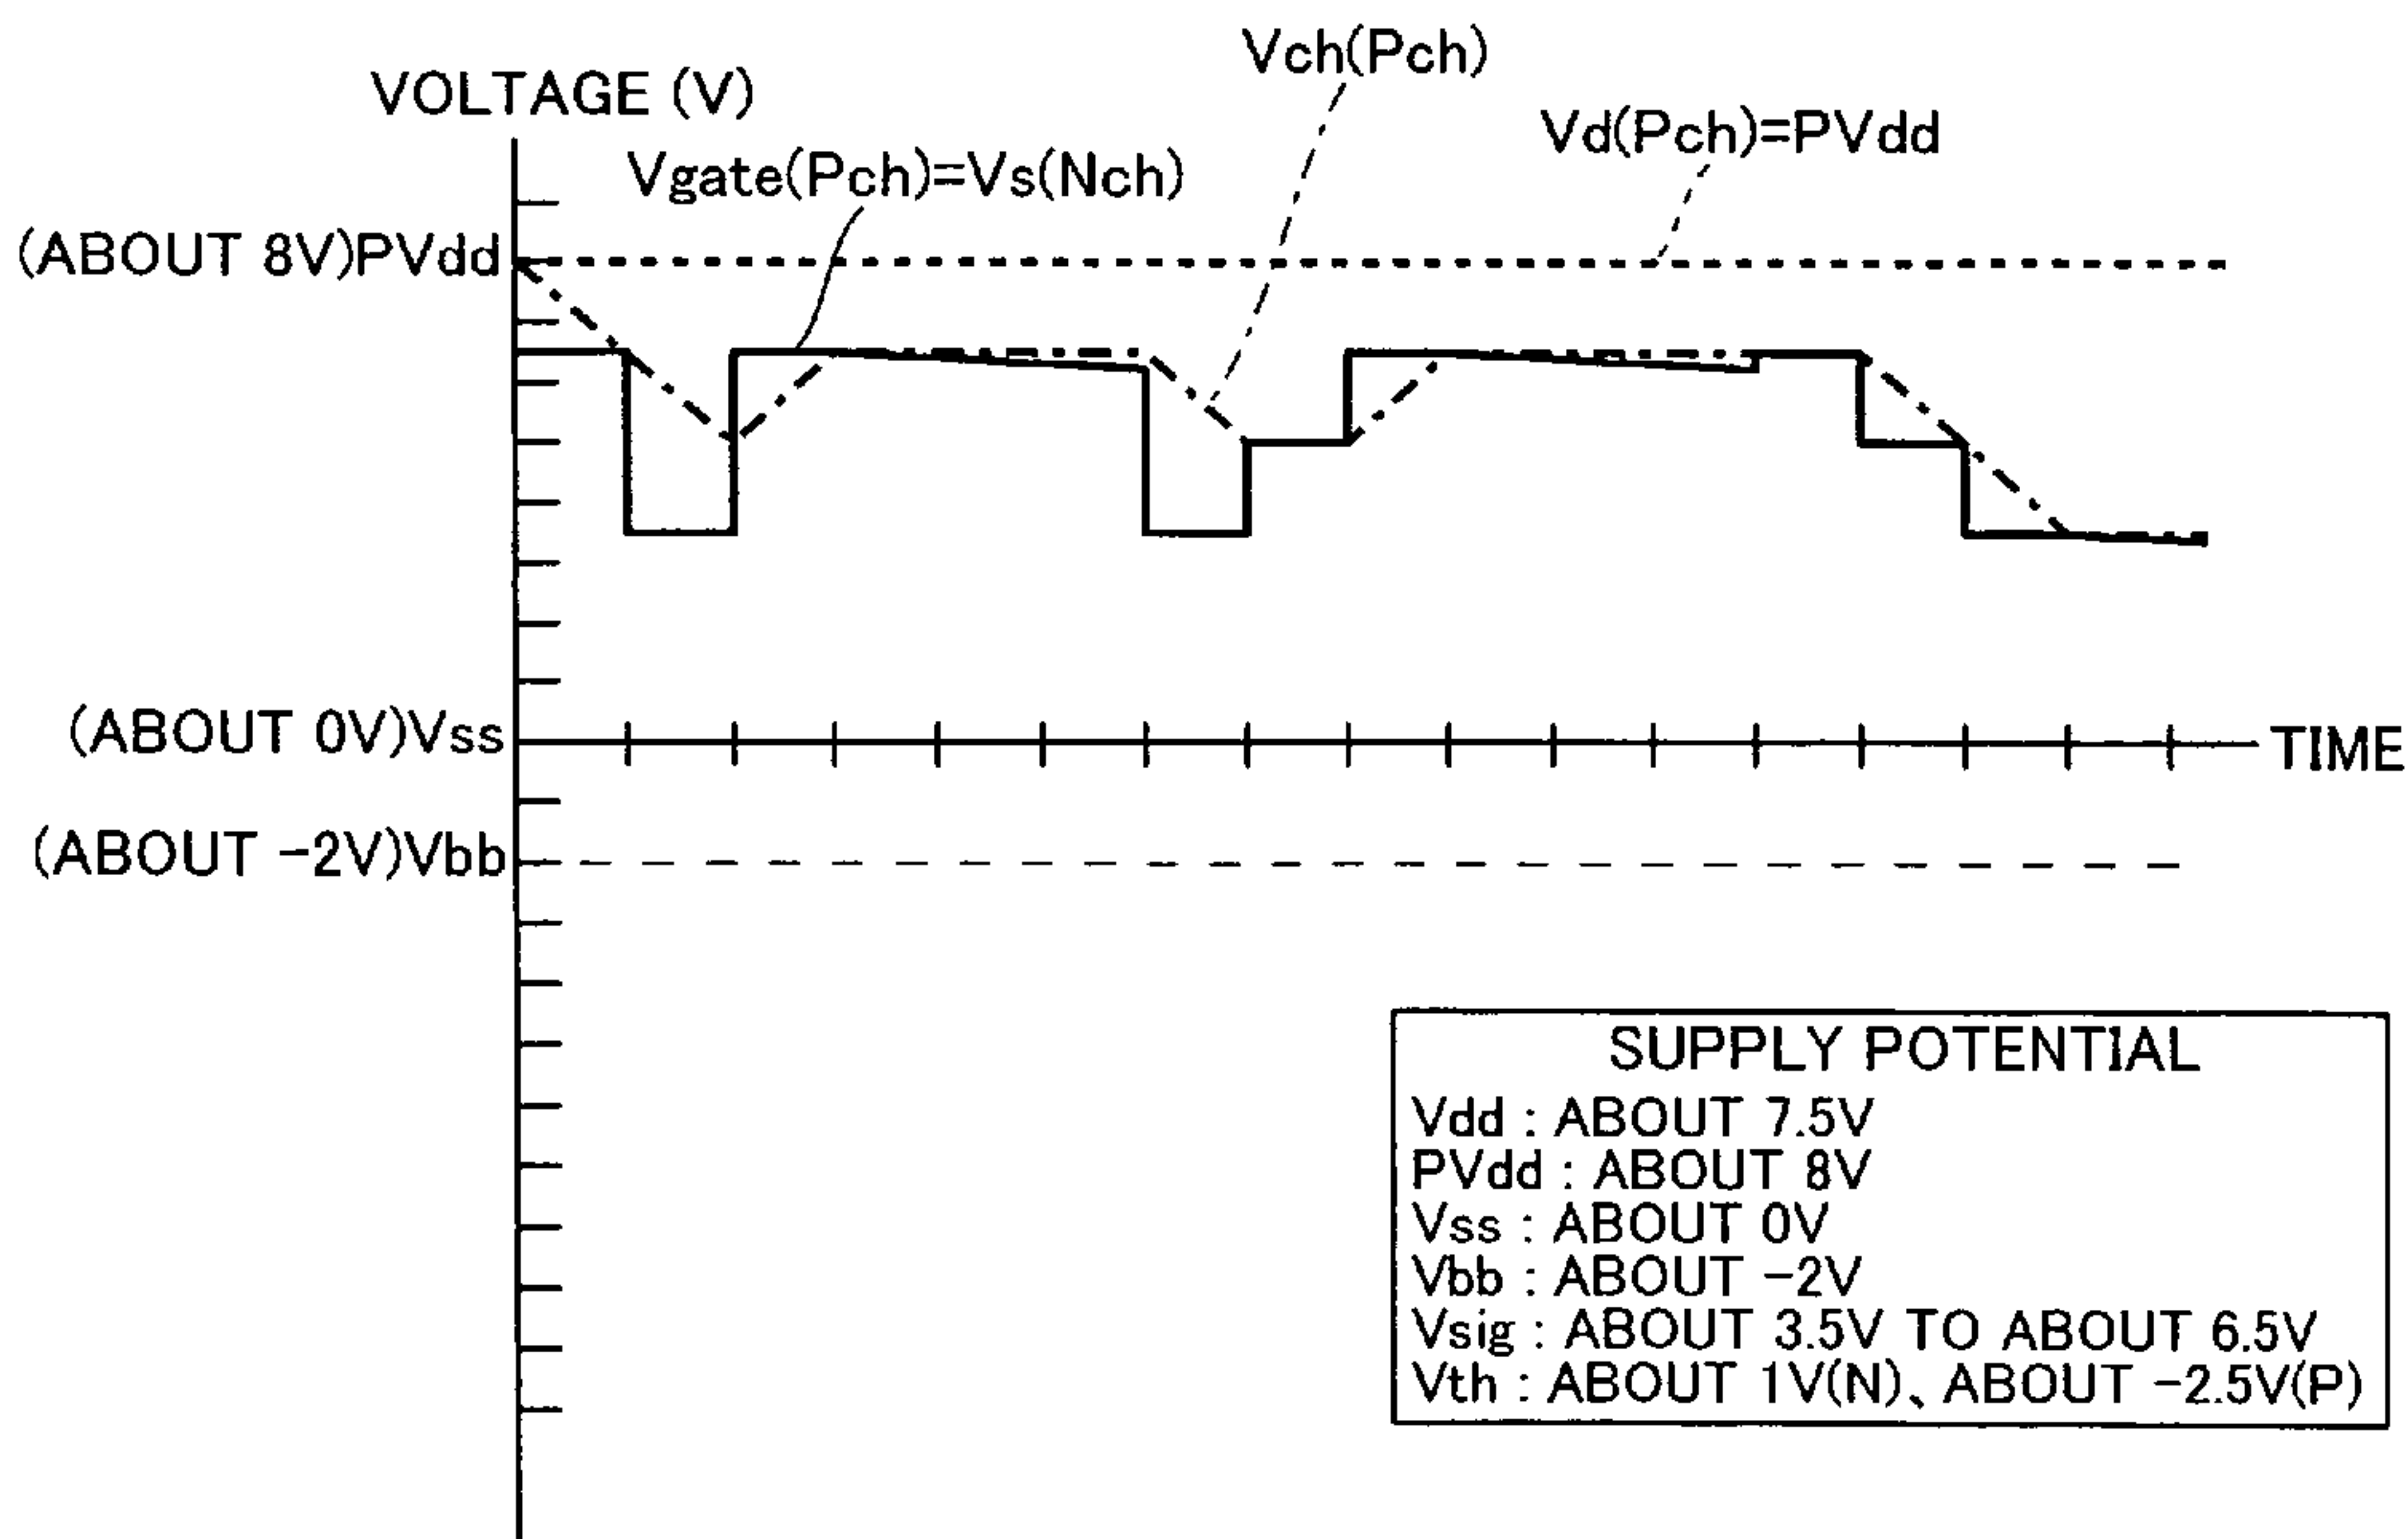 Vch(Pch)
VOLTAGE (V)
Vd(Pch)=PVdd
Vgate(Pch)=Vs(Nch)
(ABOUT 8V)PVdd
(ABOUT 0V)Vss
TIME
(ABOUT −2V)Vbb
SUPPLY POTENTIAL
Vdd : ABOUT 7.5V
PVdd : ABOUT 8V
Vss : ABOUT 0V
Vbb : ABOUT −2V
Vsig : ABOUT 3.5V TO ABOUT 6.5V
Vth : ABOUT 1V(N)、ABOUT −2.5V(P)